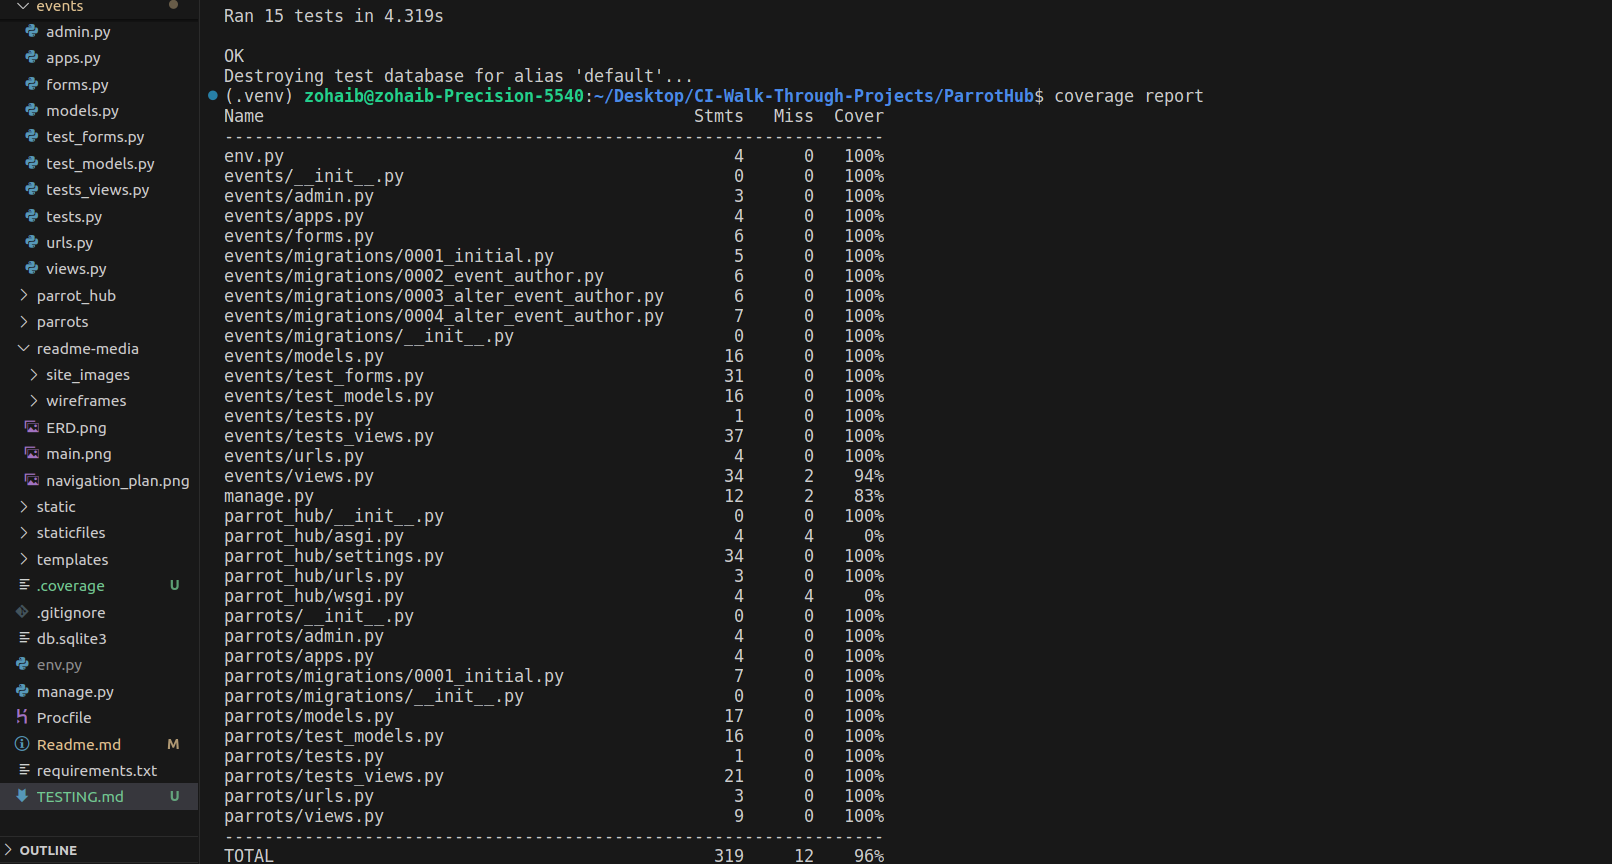 events
admin.py
apps.py
forms.py
models.py
test_forms.py
test_models.py
tests_views.py
tests.py
urls.py
views.py
parrot_hub
parrots
readme-media
site_images
wireframes
ERD.png
main.png
navigation_plan.png
static
staticfiles
templates
.coverage U
.gitignore
db.sqlite3
env.py
manage.py
Procfile
Readme.md M
requirements.txt
TESTING.md U
OUTLINE
Ran 15 tests in 4.319s
OK
Destroying test database for alias 'default'...
(.venv) zohaib@zohaib-Precision-5540:~/Desktop/CI-Walk-Through-Projects/ParrotHub$ coverage report
Name Stmts Miss Cover
------------------------------------------------------------------
env.py 4 0 100%
events/__init__.py 0 0 100%
events/admin.py 3 0 100%
events/apps.py 4 0 100%
events/forms.py 6 0 100%
events/migrations/0001_initial.py 5 0 100%
events/migrations/0002_event_author.py 6 0 100%
events/migrations/0003_alter_event_author.py 6 0 100%
events/migrations/0004_alter_event_author.py 7 0 100%
events/migrations/__init__.py 0 0 100%
events/models.py 16 0 100%
events/test_forms.py 31 0 100%
events/test_models.py 16 0 100%
events/tests.py 1 0 100%
events/tests_views.py 37 0 100%
events/urls.py 4 0 100%
events/views.py 34 2 94%
manage.py 12 2 83%
parrot_hub/__init__.py 0 0 100%
parrot_hub/asgi.py 4 4 0%
parrot_hub/settings.py 34 0 100%
parrot_hub/urls.py 3 0 100%
parrot_hub/wsgi.py 4 4 0%
parrots/__init__.py 0 0 100%
parrots/admin.py 4 0 100%
parrots/apps.py 4 0 100%
parrots/migrations/0001_initial.py 7 0 100%
parrots/migrations/__init__.py 0 0 100%
parrots/models.py 17 0 100%
parrots/test_models.py 16 0 100%
parrots/tests.py 1 0 100%
parrots/tests_views.py 21 0 100%
parrots/urls.py 3 0 100%
parrots/views.py 9 0 100%
------------------------------------------------------------------
TOTAL 319 12 96%